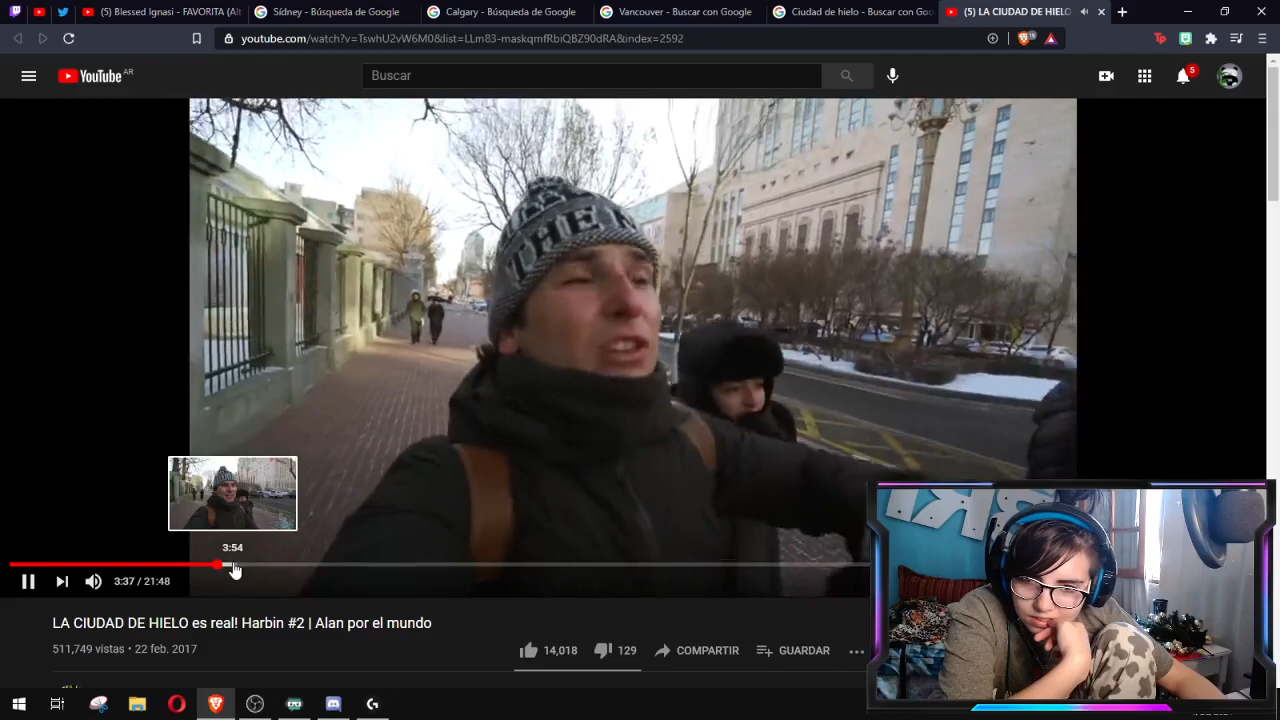 (5) Blessed Ignasi - FAVORITA (Alt
Sídney - Búsqueda de Google
Calgary - Búsqueda de Google
Vancouver - Buscar con Google
Ciudad de hielo - Buscar con Goo
(5) LA CIUDAD DE HIELO
youtube.com/watch?v=TswhU2vW6M0&list=LLm83-maskqmfRbiQBZ90dRA&index=2592
YouTube AR
Buscar
5
THE
3:54
3:37 / 21:48
LA CIUDAD DE HIELO es real! Harbin #2 | Alan por el mundo
511,749 vistas • 22 feb. 2017
14,018
129
COMPARTIR
GUARDAR